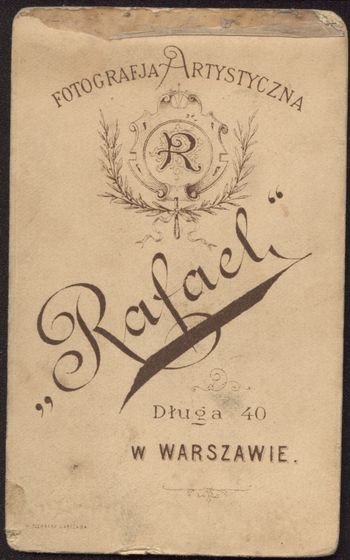 FOTOGRAFJA ARTYSTYCZNA
R
„Rafael“
Długa 40
W WARSZAWIE.